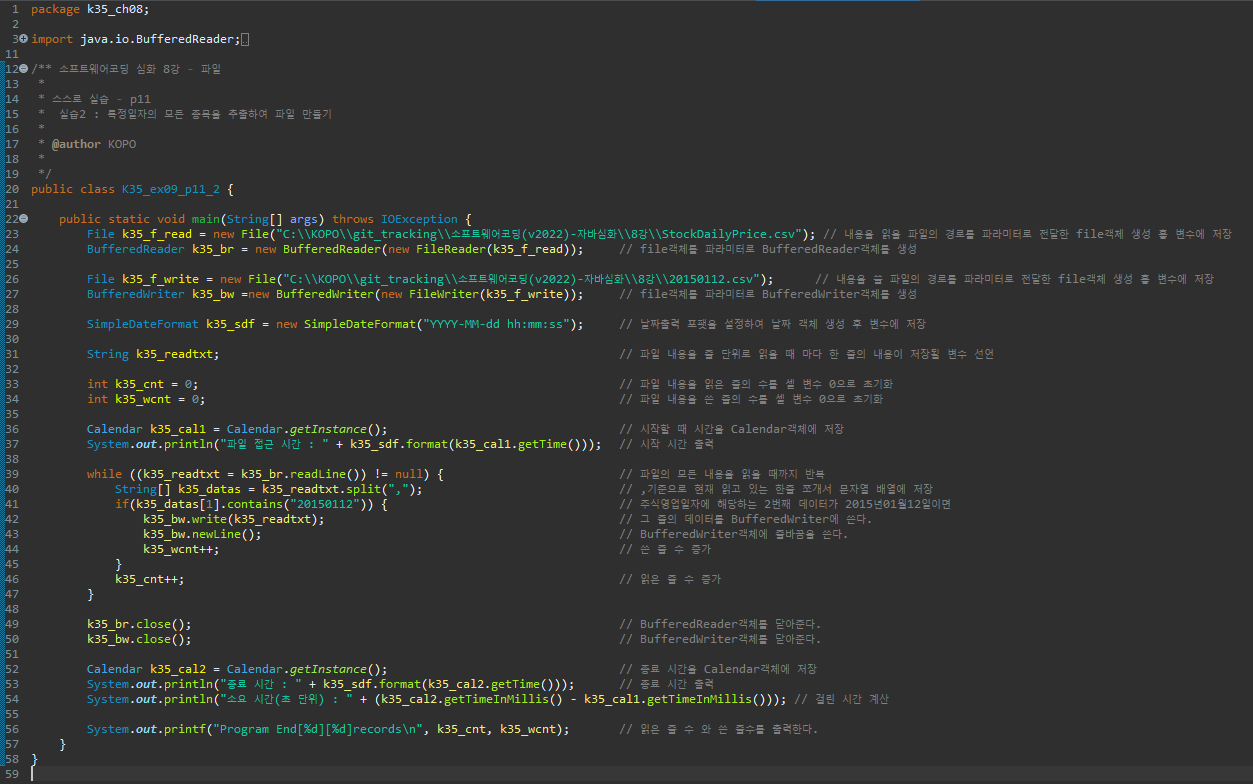 1 package k35_ch08;
2
3 import java.io.BufferedReader;
11
12 /** 소프트웨어코딩 심화 8강 - 파일
13 *
14 * 스스로 실습 - p11
15 * 실습2 : 특정일자의 모든 종목을 추출하여 파일 만들기
16 *
17 * @author KOPO
18 *
19 */
20 public class K35_ex09_p11_2 {
21
22 public static void main(String[] args) throws IOException {
23 File k35_f_read = new File("C:\\KOPO\\git_tracking\\소프트웨어코딩(v2022)-자바심화\\8강\\StockDailyPrice.csv"); // 내용을 읽을 파일의 경로를 파라미터로 전달한 file객체 생성 흘 변수에 저장
24 BufferedReader k35_br = new BufferedReader(new FileReader(k35_f_read)); // file객체를 파라미터로 BufferedReader객체를 생성
25
26 File k35_f_write = new File("C:\\KOPO\\git_tracking\\소프트웨어코딩(v2022)-자바심화\\8강\\20150112.csv"); // 내용을 쓸 파일의 경로를 파라미터로 전달한 file객체 생성 흘 변수에 저장
27 BufferedWriter k35_bw =new BufferedWriter(new FileWriter(k35_f_write)); // file객체를 파라미터로 BufferedWriter객체를 생성
28
29 SimpleDateFormat k35_sdf = new SimpleDateFormat("YYYY-MM-dd hh:mm:ss"); // 날짜출력 포맷을 설정하여 날짜 객체 생성 후 변수에 저장
30
31 String k35_readtxt; // 파일 내용을 줄 단위로 읽을 때 마다 한 줄의 내용이 저장될 변수 선언
32
33 int k35_cnt = 0; // 파일 내용을 읽은 줄의 수를 셀 변수 0으로 초기화
34 int k35_wcnt = 0; // 파일 내용을 쓴 줄의 수를 셀 변수 0으로 초기화
35
36 Calendar k35_cal1 = Calendar.getInstance(); // 시작할 때 시간을 Calendar객체에 저장
37 System.out.println("파일 접근 시간 : " + k35_sdf.format(k35_cal1.getTime())); // 시작 시간 출력
38
39 while ((k35_readtxt = k35_br.readLine()) != null) { // 파일의 모든 내용을 읽을 때까지 반복
40 String[] k35_datas = k35_readtxt.split(","); // ,기준으로 현재 읽고 있는 한줄 쪼개서 문자열 배열에 저장
41 if(k35_datas[1].contains("20150112")) { // 주식영업일자에 해당하는 2번째 데이터가 2015년01월12일이면
42 k35_bw.write(k35_readtxt); // 그 줄의 데이터를 BufferedWriter에 쓴다.
43 k35_bw.newLine(); // BufferedWriter객체에 줄바꿈을 쓴다.
44 k35_wcnt++; // 쓴 줄 수 증가
45 }
46 k35_cnt++; // 읽은 줄 수 증가
47 }
48
49 k35_br.close(); // BufferedReader객체를 닫아준다.
50 k35_bw.close(); // BufferedWriter객체를 닫아준다.
51
52 Calendar k35_cal2 = Calendar.getInstance(); // 종료 시간을 Calendar객체에 저장
53 System.out.println("종료 시간 : " + k35_sdf.format(k35_cal2.getTime())); // 종료 시간 출력
54 System.out.println("소요 시간(초 단위) : " + (k35_cal2.getTimeInMillis() - k35_cal1.getTimeInMillis())); // 걸린 시간 계산
55
56 System.out.printf("Program End[%d][%d]records\n", k35_cnt, k35_wcnt); // 읽은 줄 수 와 쓴 줄수를 출력한다.
57 }
58 }
59